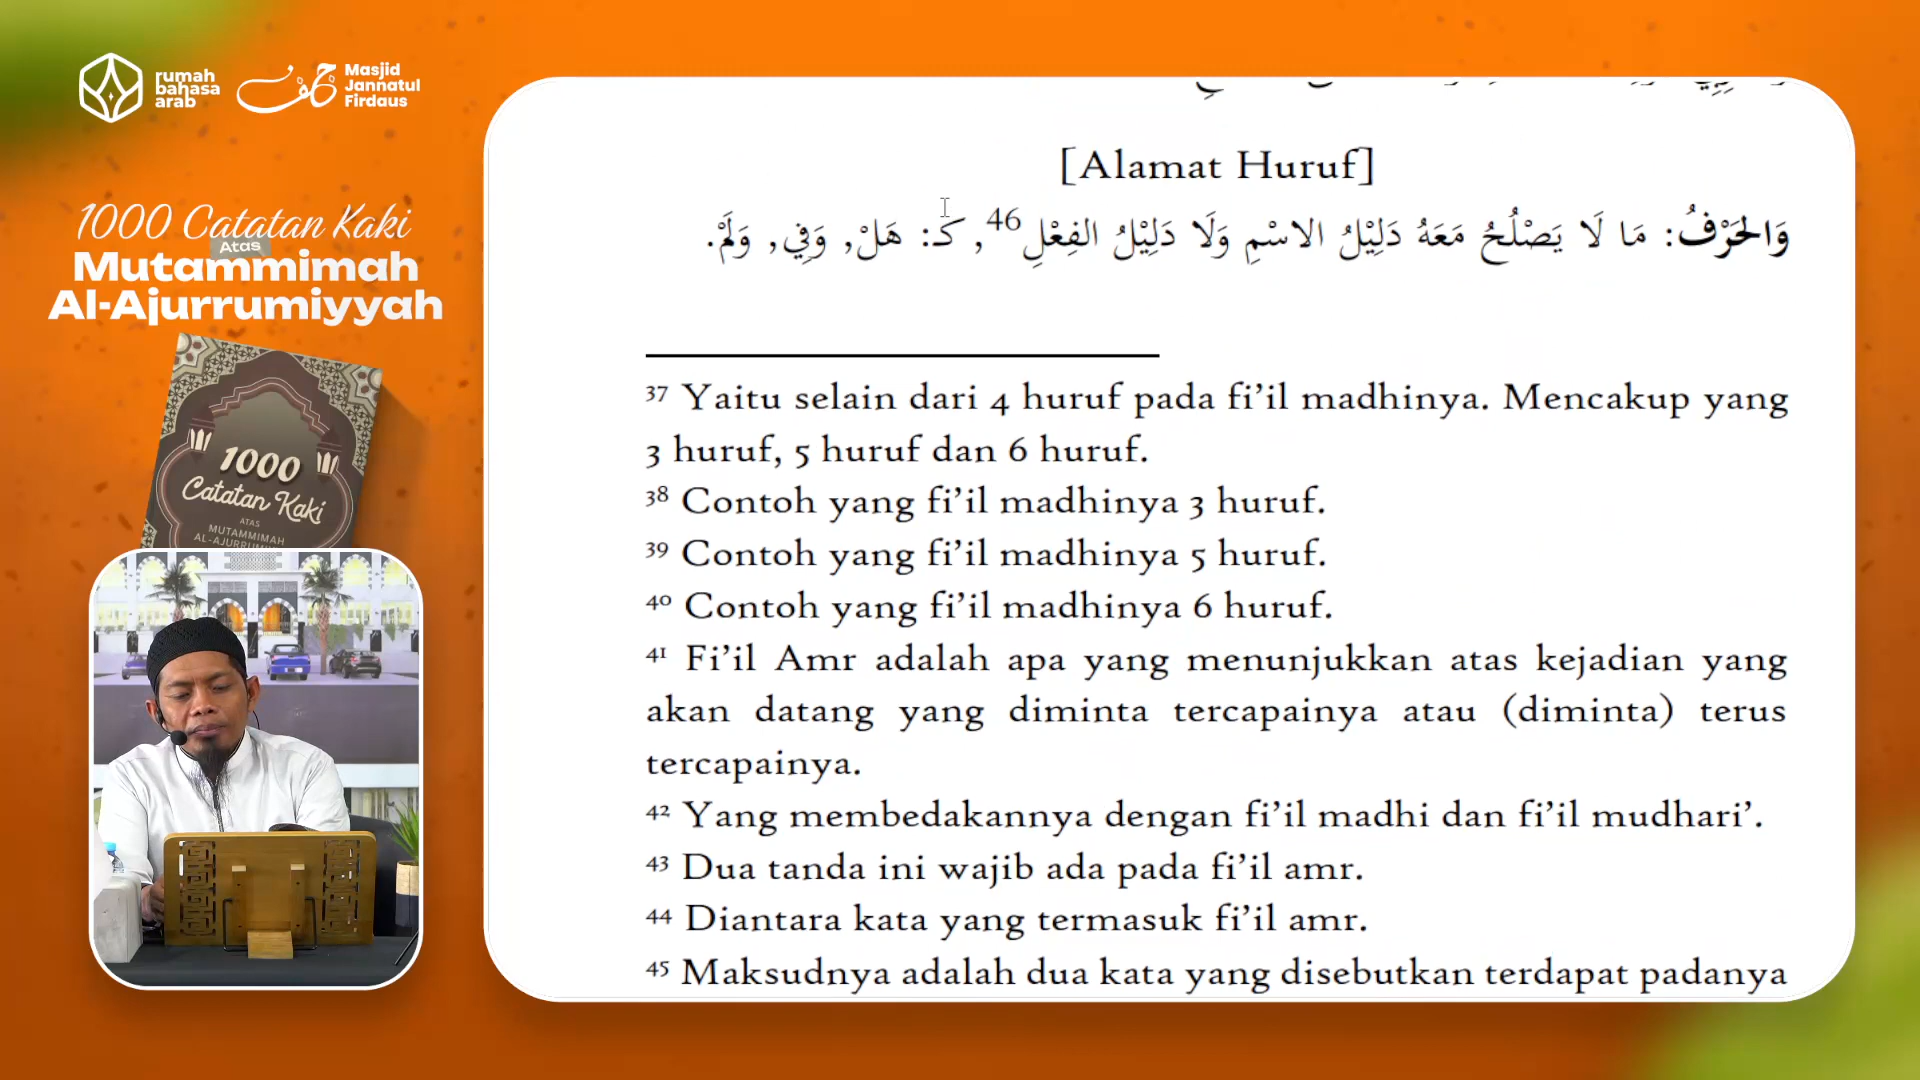 rumah
bahasa
arab
Masjid
Jannatul
Firdaus
1000 Catatan Kaki
Atas
Mutammimah
Al-Ajurrumiyyah
1000
Catatan Kaki
ATAS
MUTAMMIMAH
[Alamat Huruf]
وَالحَرْفُ: مَا لَا يَصْلُحُ مَعَهُ دَلِيْلُ الاسْمِ وَلَا دَلِيْلُ الفِعْلِ46, كَـ: هَلْ, وَفِي, وَلَمْ.
37 Yaitu selain dari 4 huruf pada fi’il madhinya. Mencakup yang
3 huruf, 5 huruf dan 6 huruf.
38 Contoh yang fi’il madhinya 3 huruf.
39 Contoh yang fi’il madhinya 5 huruf.
40 Contoh yang fi’il madhinya 6 huruf.
41 Fi’il Amr adalah apa yang menunjukkan atas kejadian yang
akan datang yang diminta tercapainya atau (diminta) terus
tercapainya.
42 Yang membedakannya dengan fi’il madhi dan fi’il mudhari’.
43 Dua tanda ini wajib ada pada fi’il amr.
44 Diantara kata yang termasuk fi’il amr.
45 Maksudnya adalah dua kata yang disebutkan terdapat padanya